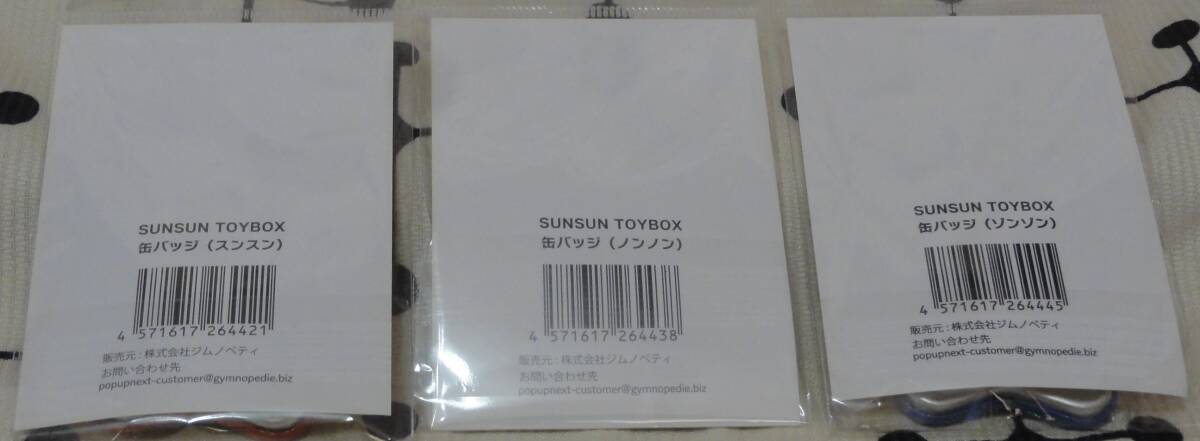 SUNSUN TOYBOX
缶バッジ（スンスン）
4 571617 264421
販売元：株式会社ジムノペディ
お問い合わせ先
popupnext-customer@gymnopedie.biz
SUNSUN TOYBOX
缶バッジ（ノンノン）
4 571617 264438
販売元：株式会社ジムノペディ
お問い合わせ先
popupnext-customer@gymnopedie.biz
SUNSUN TOYBOX
缶バッジ（ゾンゾン）
4 571617 264445
販売元：株式会社ジムノペティ
お問い合わせ先
popupnext-customer@gymnopedie.biz